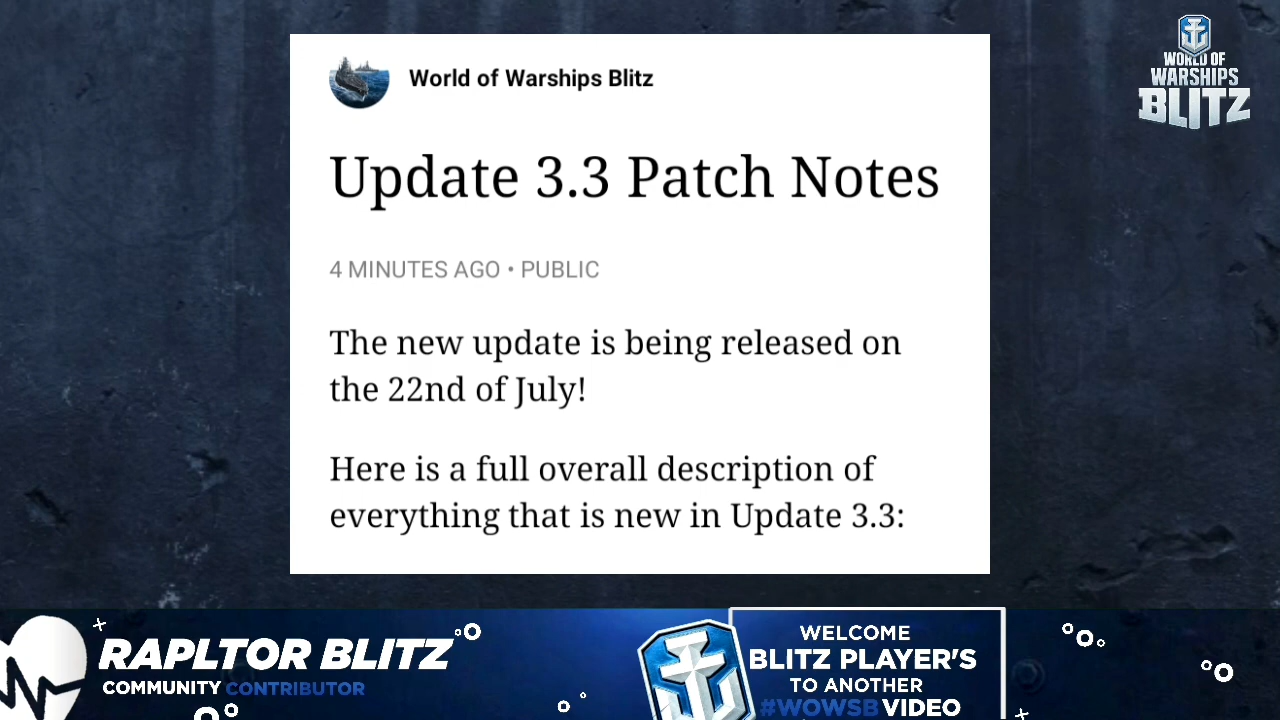 World of Warships Blitz
WORLD OF
WARSHIPS
BLITZ
Update 3.3 Patch Notes
4 MINUTES AGO • PUBLIC
The new update is being released on
the 22nd of July!
Here is a full overall description of
everything that is new in Update 3.3:
RAPLTOR BLITZ
COMMUNITY CONTRIBUTOR
WELCOME
BLITZ PLAYER'S
TO ANOTHER
#WOWSB VIDEO